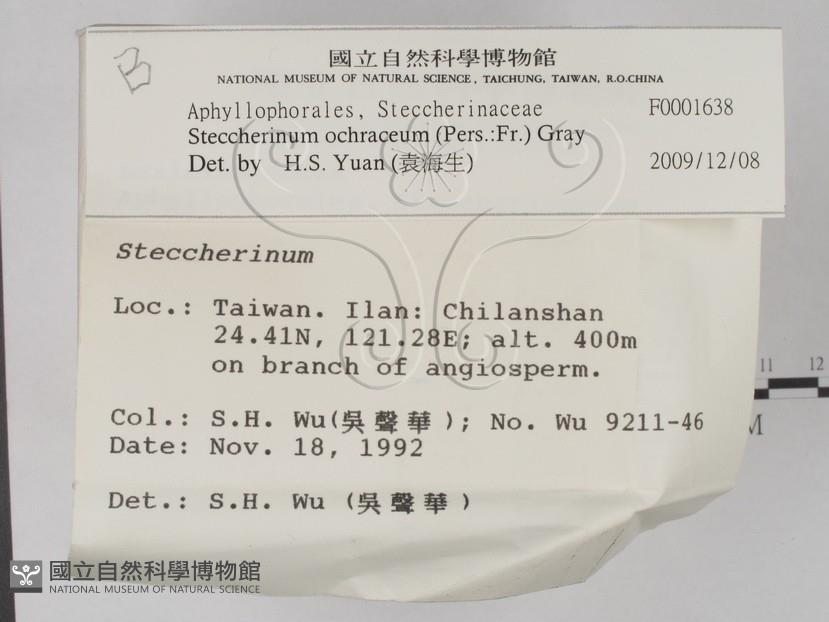 國立自然科學博物館
NATIONAL MUSEUM OF NATURAL SCIENCE, TAICHUNG, TAIWAN, R.O.CHINA
Aphyllophorales, Steccherinaceae F0001638
Steccherinum ochraceum (Pers.:Fr.) Gray
Det. by H.S. Yuan (袁海生) 2009/12/08
Steccherinum
Loc.: Taiwan. Ilan: Chilanshan
24.41N, 121.28E; alt. 400m
on branch of angiosperm.
11 12
Col.: S.H. Wu(吳聲華); No. Wu 9211-46
M
Date: Nov. 18, 1992
Det.: S.H. Wu (吳聲華)
國立自然科學博物館
NATIONAL MUSEUM OF NATURAL SCIENCE